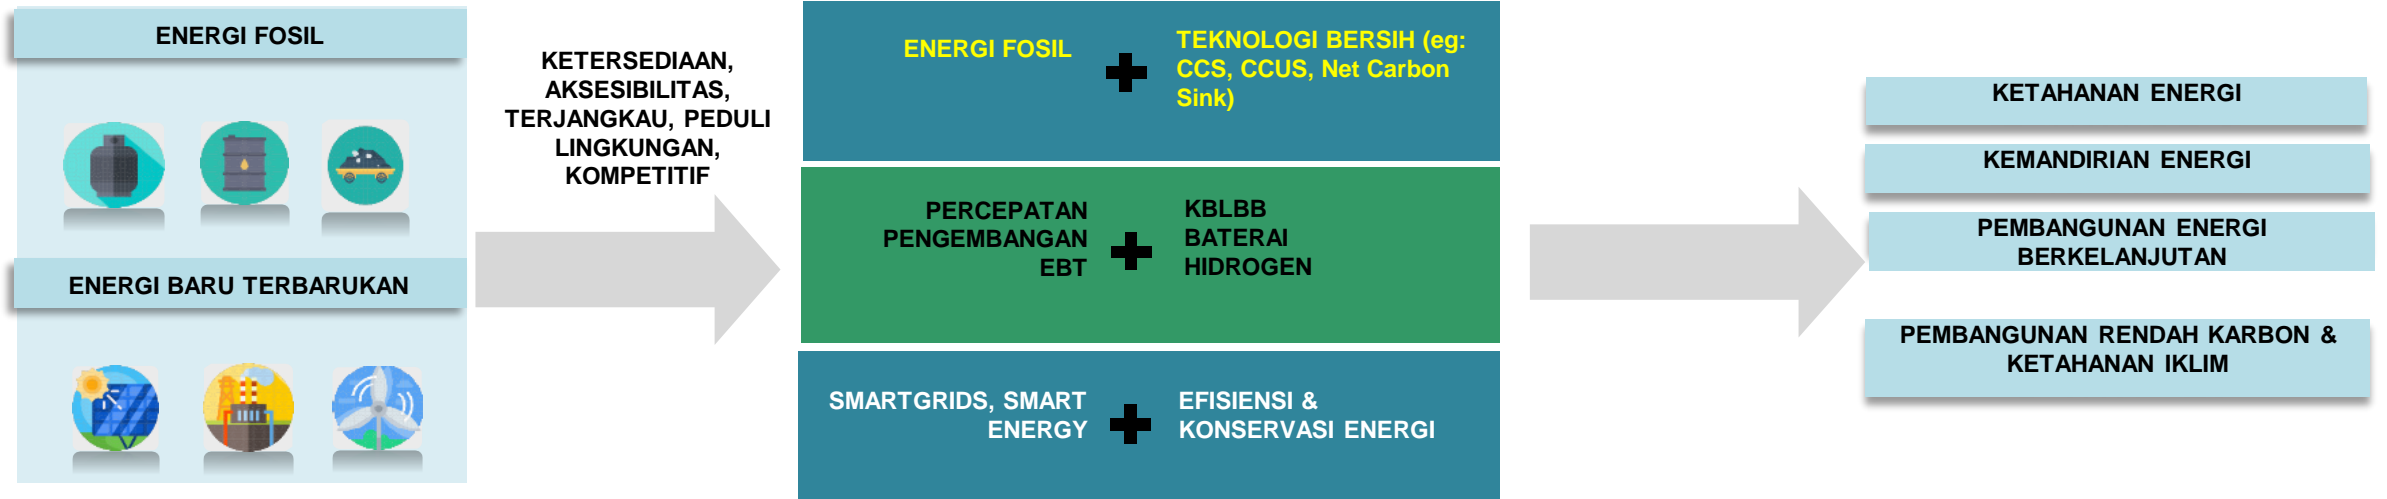 ENERGI FOSIL
ENERGI BARU TERBARUKAN
KETERSEDIAAN,
AKSESIBILITAS,
TERJANGKAU, PEDULI
LINGKUNGAN,
KOMPETITIF
ENERGI FOSIL
TEKNOLOGI BERSIH (eg:
CCS, CCUS, Net Carbon
Sink)
PERCEPATAN
PENGEMBANGAN
EBT
KBLBB
BATERAI
HIDROGEN
SMARTGRIDS, SMART
ENERGY
EFISIENSI &
KONSERVASI ENERGI
KETAHANAN ENERGI
KEMANDIRIAN ENERGI
PEMBANGUNAN ENERGI
BERKELANJUTAN
PEMBANGUNAN RENDAH KARBON &
KETAHANAN IKLIM